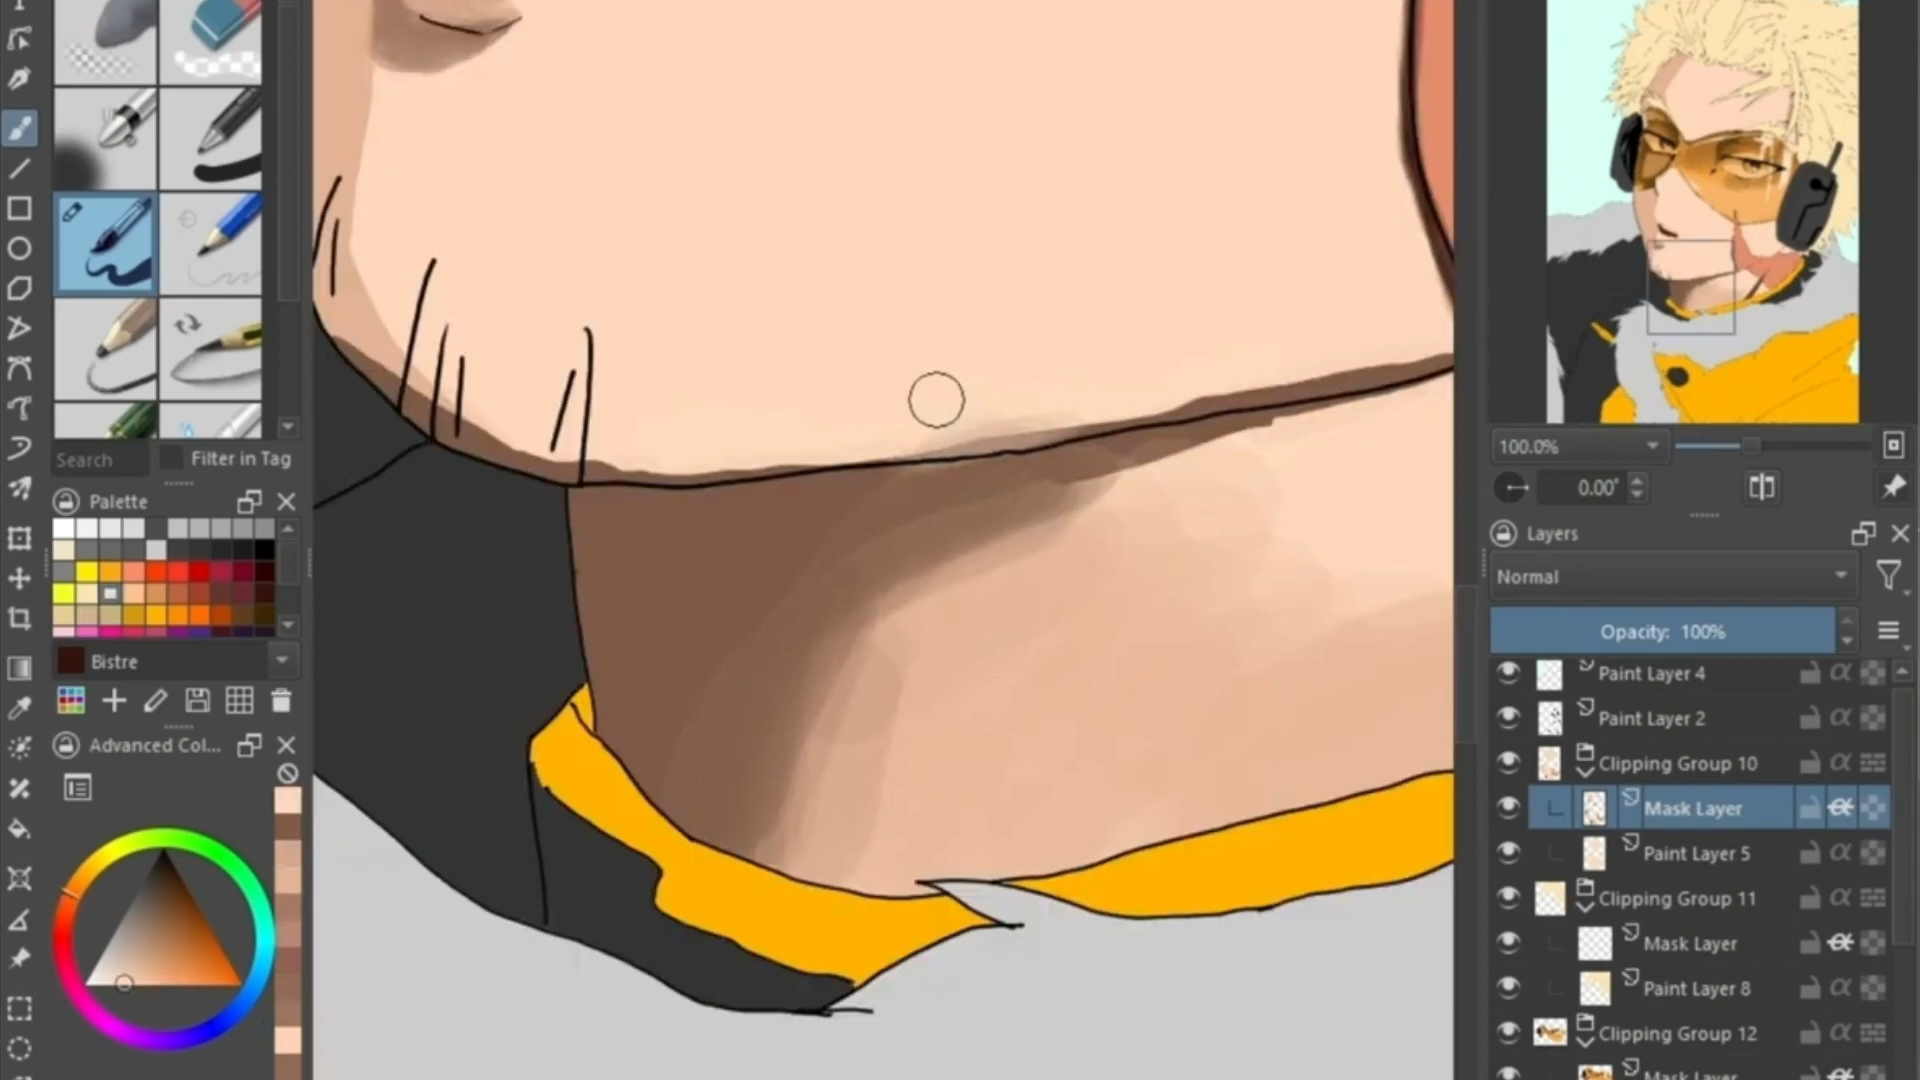 Search
Filter in Tag
Palette
Bistre
Advanced Col...
100.0%
0.00°
Layers
Normal
Opacity: 100%
Paint Layer 4
Paint Layer 2
Clipping Group 10
Mask Layer
Paint Layer 5
Clipping Group 11
Mask Layer
Paint Layer 8
Clipping Group 12
Mask Layer